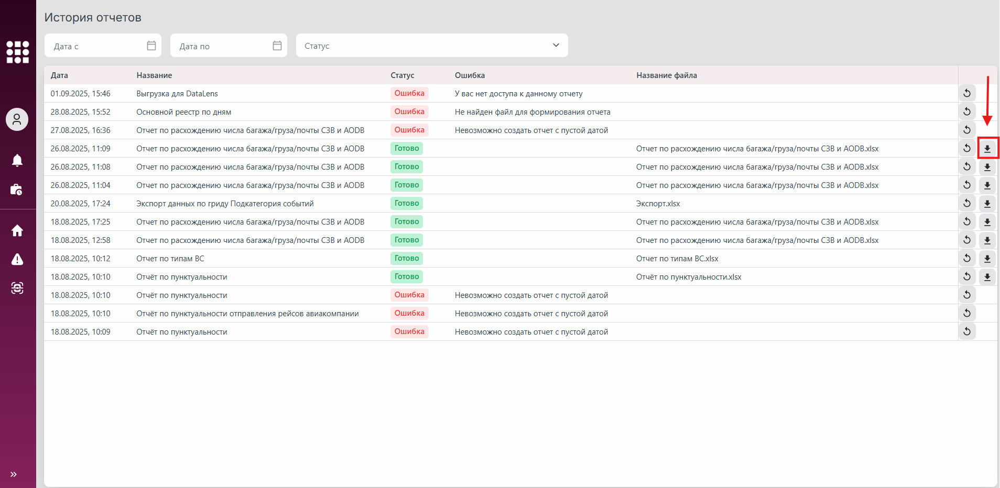 История отчетов
Дата с Дата по Статус
Дата Название Статус Ошибка Название файла
01.09.2025, 15:46 Выгрузка для DataLens Ошибка У вас нет доступа к данному отчету
28.08.2025, 15:52 Основной реестр по дням Ошибка Не найден файл для формирования отчета
27.08.2025, 16:36 Отчет по расхождению числа багажа/груза/почты СЗВ и AODB Ошибка Невозможно создать отчет с пустой датой
26.08.2025, 11:09 Отчет по расхождению числа багажа/груза/почты СЗВ и AODB Готово Отчет по расхождению числа багажа/груза/почты СЗВ и AODB.xlsx
26.08.2025, 11:08 Отчет по расхождению числа багажа/груза/почты СЗВ и AODB Готово Отчет по расхождению числа багажа/груза/почты СЗВ и AODB.xlsx
26.08.2025, 11:04 Отчет по расхождению числа багажа/груза/почты СЗВ и AODB Готово Отчет по расхождению числа багажа/груза/почты СЗВ и AODB.xlsx
20.08.2025, 17:24 Экспорт данных по гриду Подкатегория событий Готово Экспорт.xlsx
18.08.2025, 17:25 Отчет по расхождению числа багажа/груза/почты СЗВ и AODB Готово Отчет по расхождению числа багажа/груза/почты СЗВ и AODB.xlsx
18.08.2025, 12:58 Отчет по расхождению числа багажа/груза/почты СЗВ и AODB Готово Отчет по расхождению числа багажа/груза/почты СЗВ и AODB.xlsx
18.08.2025, 10:12 Отчет по типам ВС Готово Отчет по типам ВС.xlsx
18.08.2025, 10:10 Отчёт по пунктуальности Готово Отчёт по пунктуальности.xlsx
18.08.2025, 10:10 Отчёт по пунктуальности Ошибка Невозможно создать отчет с пустой датой
18.08.2025, 10:10 Отчёт по пунктуальности отправления рейсов авиакомпании Ошибка Невозможно создать отчет с пустой датой
18.08.2025, 10:09 Отчёт по пунктуальности Ошибка Невозможно создать отчет с пустой датой